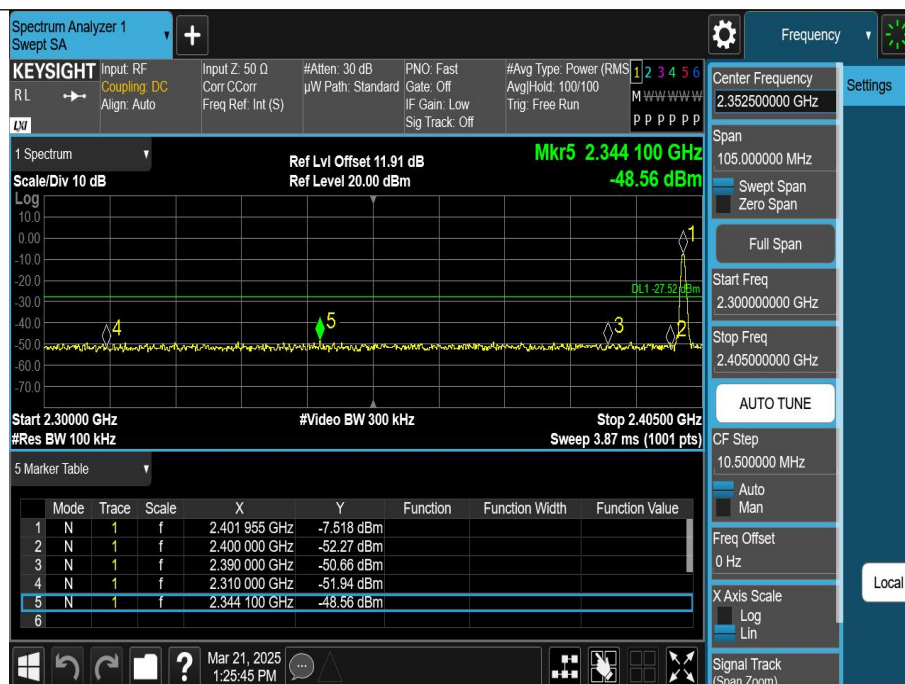 Spectrum Analyzer 1
Swept SA
+
Frequency
KEYSIGHT
RL
LXI
Input: RF
Coupling: DC
Align: Auto
Input Z: 50 Ω
Corr CCorr
Freq Ref: Int (S)
#Atten: 30 dB
µW Path: Standard
PNO: Fast
Gate: Off
IF Gain: Low
Sig Track: Off
#Avg Type: Power (RMS
Avg|Hold: 100/100
Trig: Free Run
1 2 3 4 5 6
M W W W W W
P P P P P P
1 Spectrum
Scale/Div 10 dB
Ref Lvl Offset 11.91 dB
Ref Level 20.00 dBm
Mkr5 2.344 100 GHz
-48.56 dBm
Log
10.0
0.00
-10.0
-20.0
-30.0
-40.0
-50.0
-60.0
-70.0
DL1 -27.52 dBm
1
2
3
4
5
Start 2.30000 GHz
#Res BW 100 kHz
#Video BW 300 kHz
Stop 2.40500 GHz
Sweep 3.87 ms (1001 pts)
5 Marker Table
Mode Trace Scale X Y Function Function Width Function Value
1 N 1 f 2.401 955 GHz -7.518 dBm
2 N 1 f 2.400 000 GHz -52.27 dBm
3 N 1 f 2.390 000 GHz -50.66 dBm
4 N 1 f 2.310 000 GHz -51.94 dBm
5 N 1 f 2.344 100 GHz -48.56 dBm
6
?
Mar 21, 2025
1:25:45 PM
Center Frequency
2.352500000 GHz
Span
105.000000 MHz
Swept Span
Zero Span
Full Span
Start Freq
2.300000000 GHz
Stop Freq
2.405000000 GHz
AUTO TUNE
CF Step
10.500000 MHz
Auto
Man
Freq Offset
0 Hz
X Axis Scale
Log
Lin
Signal Track
(Span Zoom)
Settings
Local